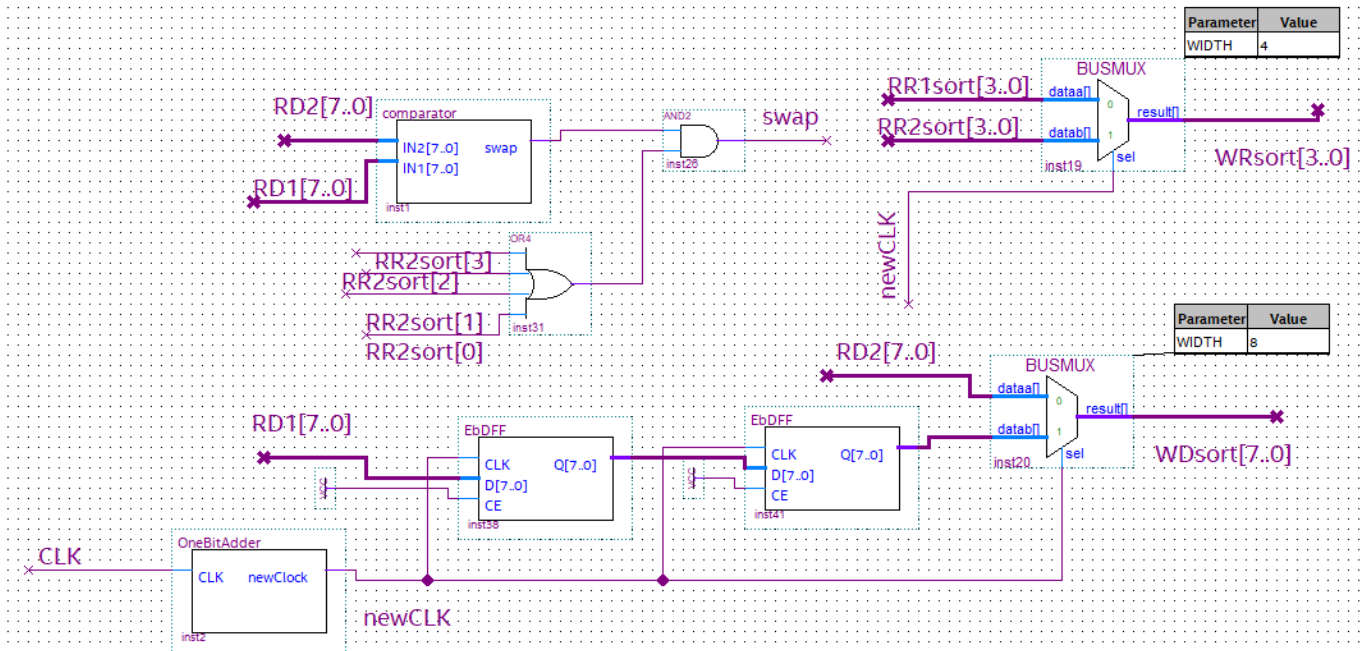 Parameter Value
WIDTH 4
BUSMUX
RR1sort[3..0]
dataa[]
0
result[]
RR2sort[3..0]
datab[]
1
sel
inst19
WRsort[3..0]
newCLK
RD2[7..0]
comparator
IN2[7..0] swap
IN1[7..0]
RD1[7..0]
inst1
AND2
swap
inst26
OR4
RR2sort[3]
RR2sort[2]
RR2sort[1]
RR2sort[0]
inst31
Parameter Value
WIDTH 8
BUSMUX
RD2[7..0]
dataa[]
0
result[]
datab[]
1
sel
inst20
WDsort[7..0]
RD1[7..0]
EbDFF
CLK Q[7..0]
D[7..0]
CE
inst38
VCC
EbDFF
CLK Q[7..0]
D[7..0]
CE
inst41
VCC
CLK
OneBitAdder
CLK newClock
inst2
newCLK